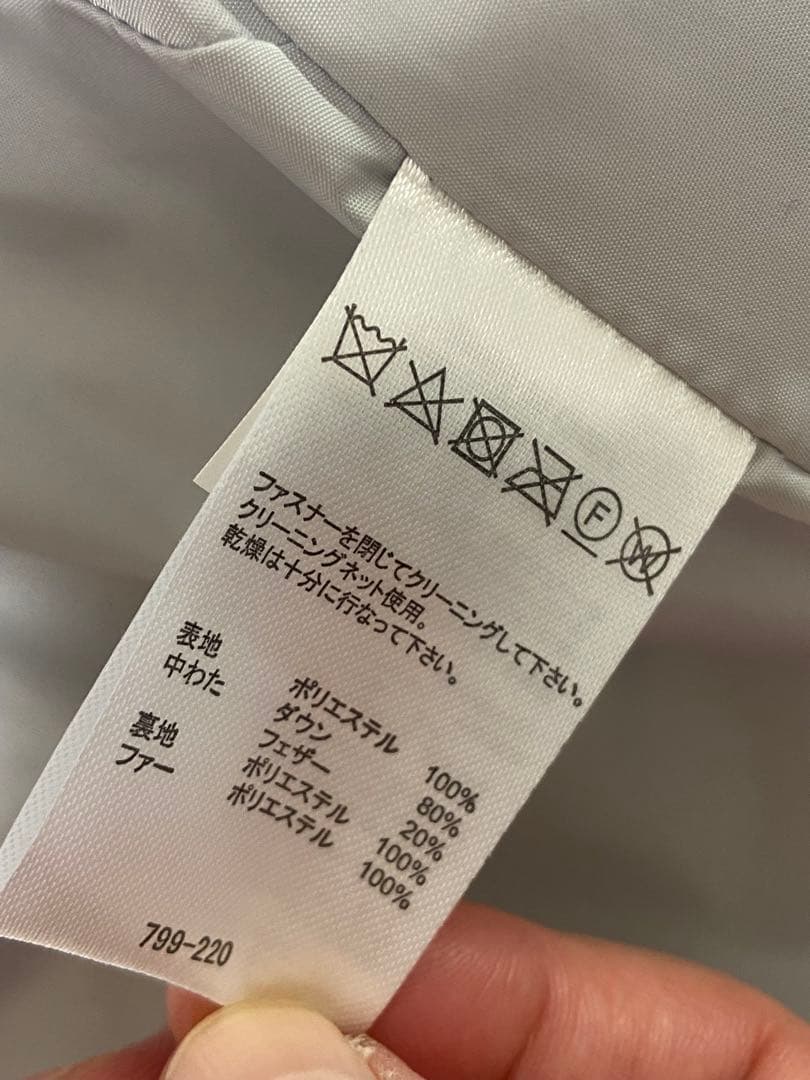 F W
ファスナーを閉じてクリーニングして下さい。
クリーニングネット使用。
乾燥は十分に行なって下さい。
表地 ポリエステル 100%
中わた ダウン 80%
フェザー 20%
裏地 ポリエステル 100%
ファー ポリエステル 100%
799-220